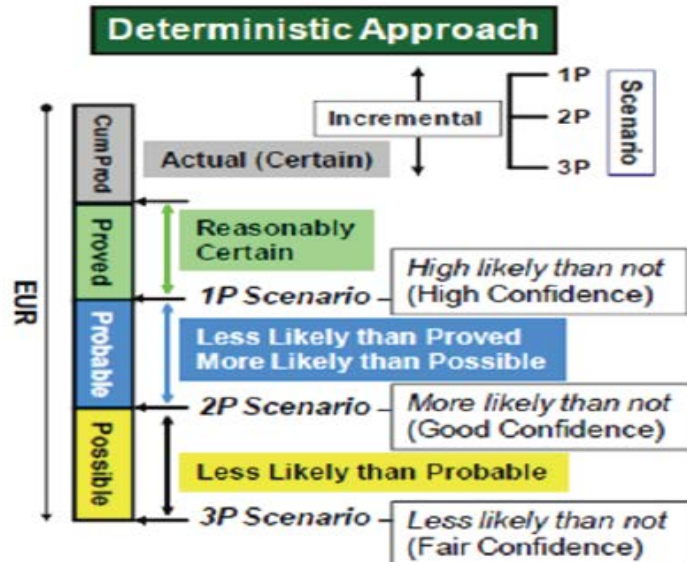 Deterministic Approach
1P
Incremental
2P
3P
Scenario
CumProd
Actual (Certain)
Proved
Reasonably
Certain
EUR
1P Scenario
High likely than not
(High Confidence)
Probable
Less Likely than Proved
More Likely than Possible
2P Scenario
More likely than not
(Good Confidence)
Possible
Less Likely than Probable
3P Scenario
Less likely than not
(Fair Confidence)